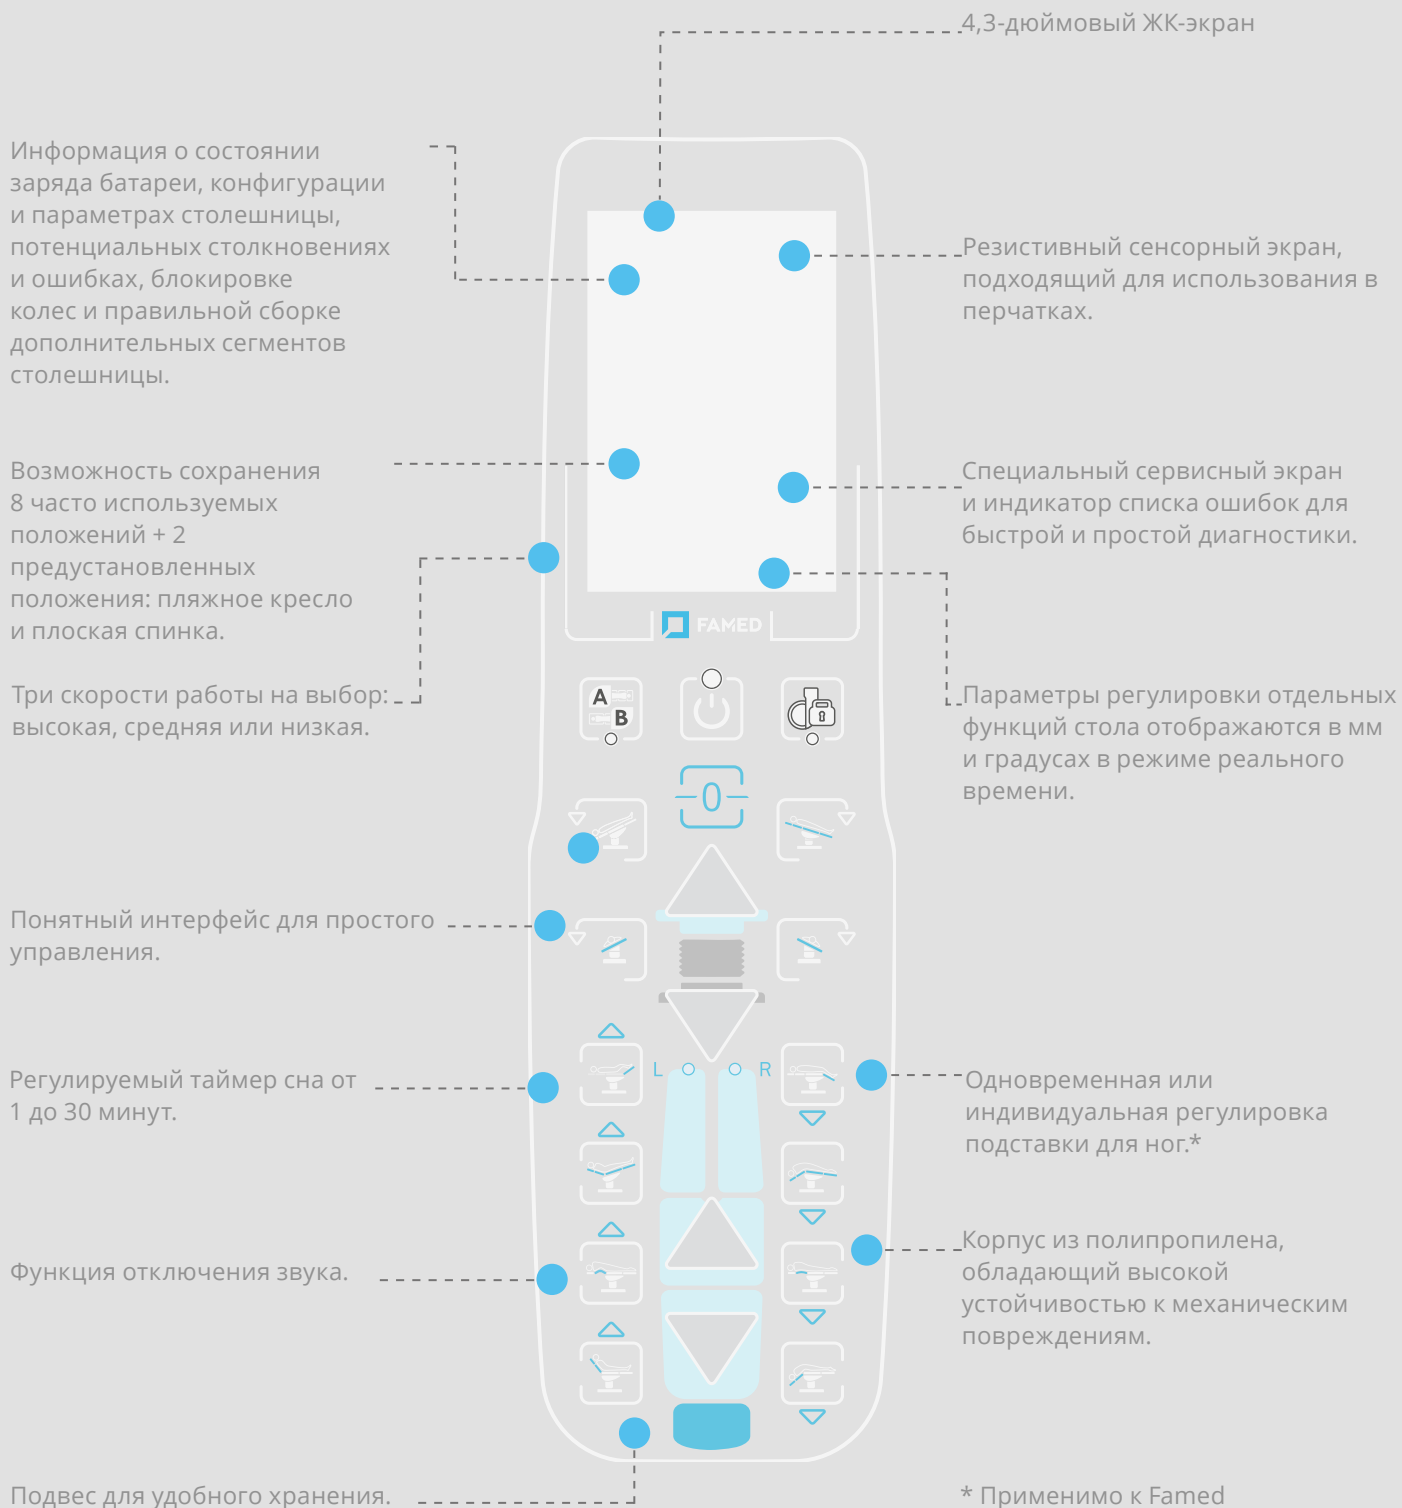 4,3-дюймовый ЖК-экран
Информация о состоянии
заряда батареи, конфигурации
и параметрах столешницы,
потенциальных столкновениях
и ошибках, блокировке
колес и правильной сборке
дополнительных сегментов
столешницы.
Резистивный сенсорный экран,
подходящий для использования в
перчатках.
Возможность сохранения
8 часто используемых
положений + 2
предустановленных
положения: пляжное кресло
и плоская спинка.
Специальный сервисный экран
и индикатор списка ошибок для
быстрой и простой диагностики.
Три скорости работы на выбор:
высокая, средняя или низкая.
Параметры регулировки отдельных
функций стола отображаются в мм
и градусах в режиме реального
времени.
FAMED
A
B
0
Понятный интерфейс для простого
управления.
L R
Регулируемый таймер сна от
1 до 30 минут.
Одновременная или
индивидуальная регулировка
подставки для ног.*
Функция отключения звука.
Корпус из полипропилена,
обладающий высокой
устойчивостью к механическим
повреждениям.
Подвес для удобного хранения.
* Применимо к Famed